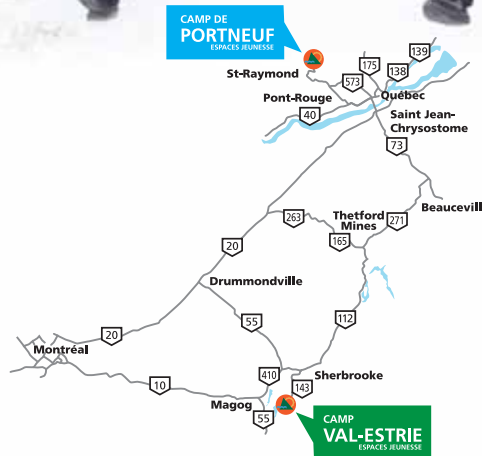 CAMP DE
PORTNEUF
ESPACES JEUNESSE
139
175
St-Raymond
138
573
Pont-Rouge
Québec
40
Saint Jean-
Chrysostome
73
Beaucevill
263
Thetford
Mines
271
165
20
Drummondville
112
55
20
Montréal
410
Sherbrooke
10
143
Magog
55
CAMP
VAL-ESTRIE
ESPACES JEUNESSE